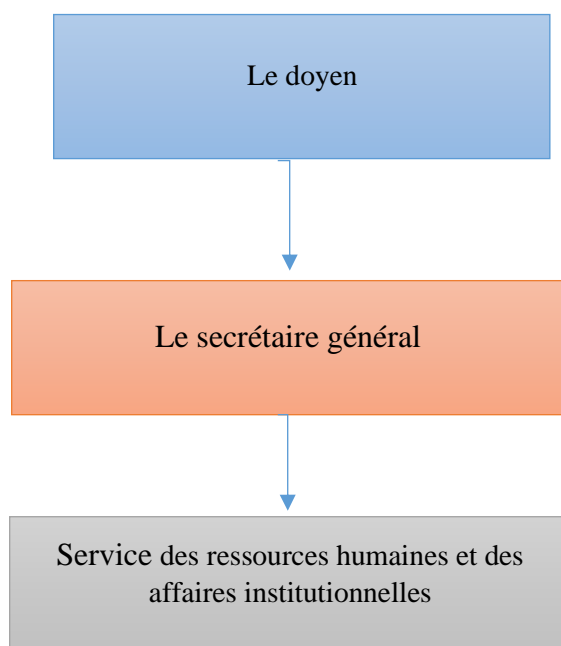 Le doyen
Le secrétaire général
Service des ressources humaines et des
affaires institutionnelles